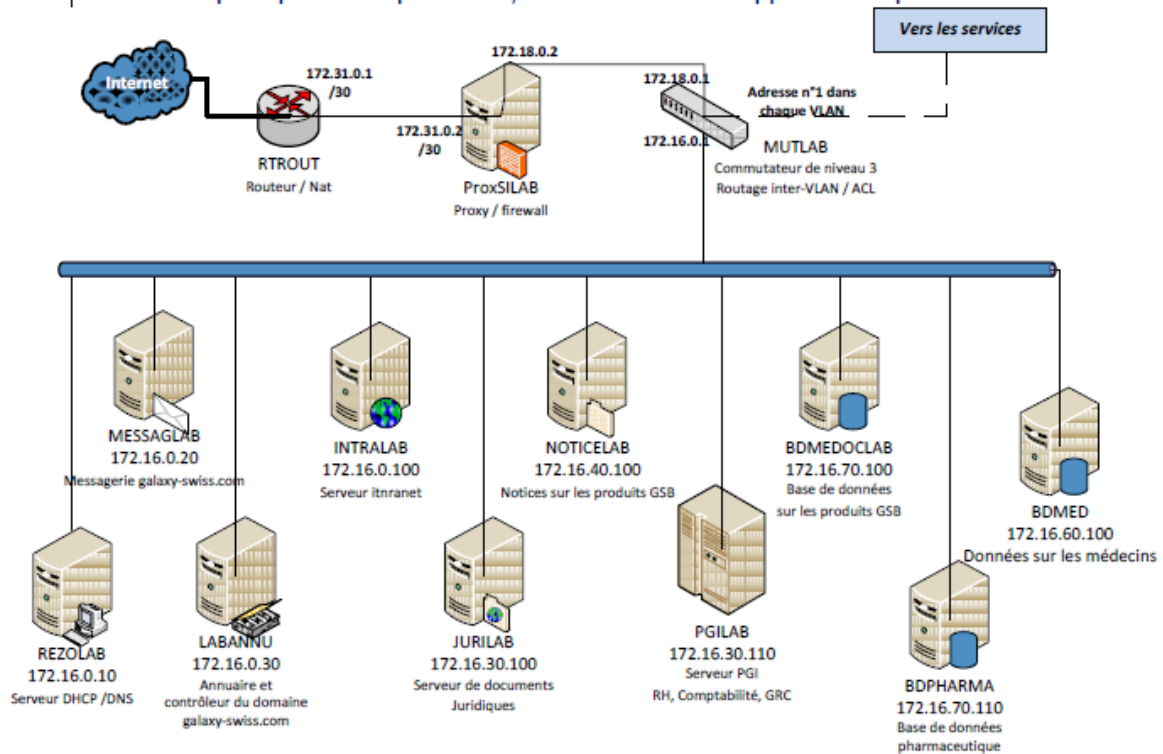 Vers les services
Internet
172.31.0.1
/30
172.18.0.2
172.31.0.2
/30
172.18.0.1
172.16.0.1
Adresse n°1 dans
chaque VLAN
RTROUT
Routeur / Nat
ProxSILAB
Proxy / firewall
MUTLAB
Commutateur de niveau 3
Routage inter-VLAN / ACL
MESSAGLAB
172.16.0.20
Messagerie galaxy-swiss.com
INTRALAB
172.16.0.100
Serveur itnranet
NOTICELAB
172.16.40.100
Notices sur les produits GSB
BDMEDOCLAB
172.16.70.100
Base de données
sur les produits GSB
BDMED
172.16.60.100
Données sur les médecins
REZOLAB
172.16.0.10
Serveur DHCP /DNS
LABANNU
172.16.0.30
Annuaire et
contrôleur du domaine
galaxy-swiss.com
JURILAB
172.16.30.100
Serveur de documents
Juridiques
PGILAB
172.16.30.110
Serveur PGI
RH, Comptabilité, GRC
BDPHARMA
172.16.70.110
Base de données
pharmaceutique